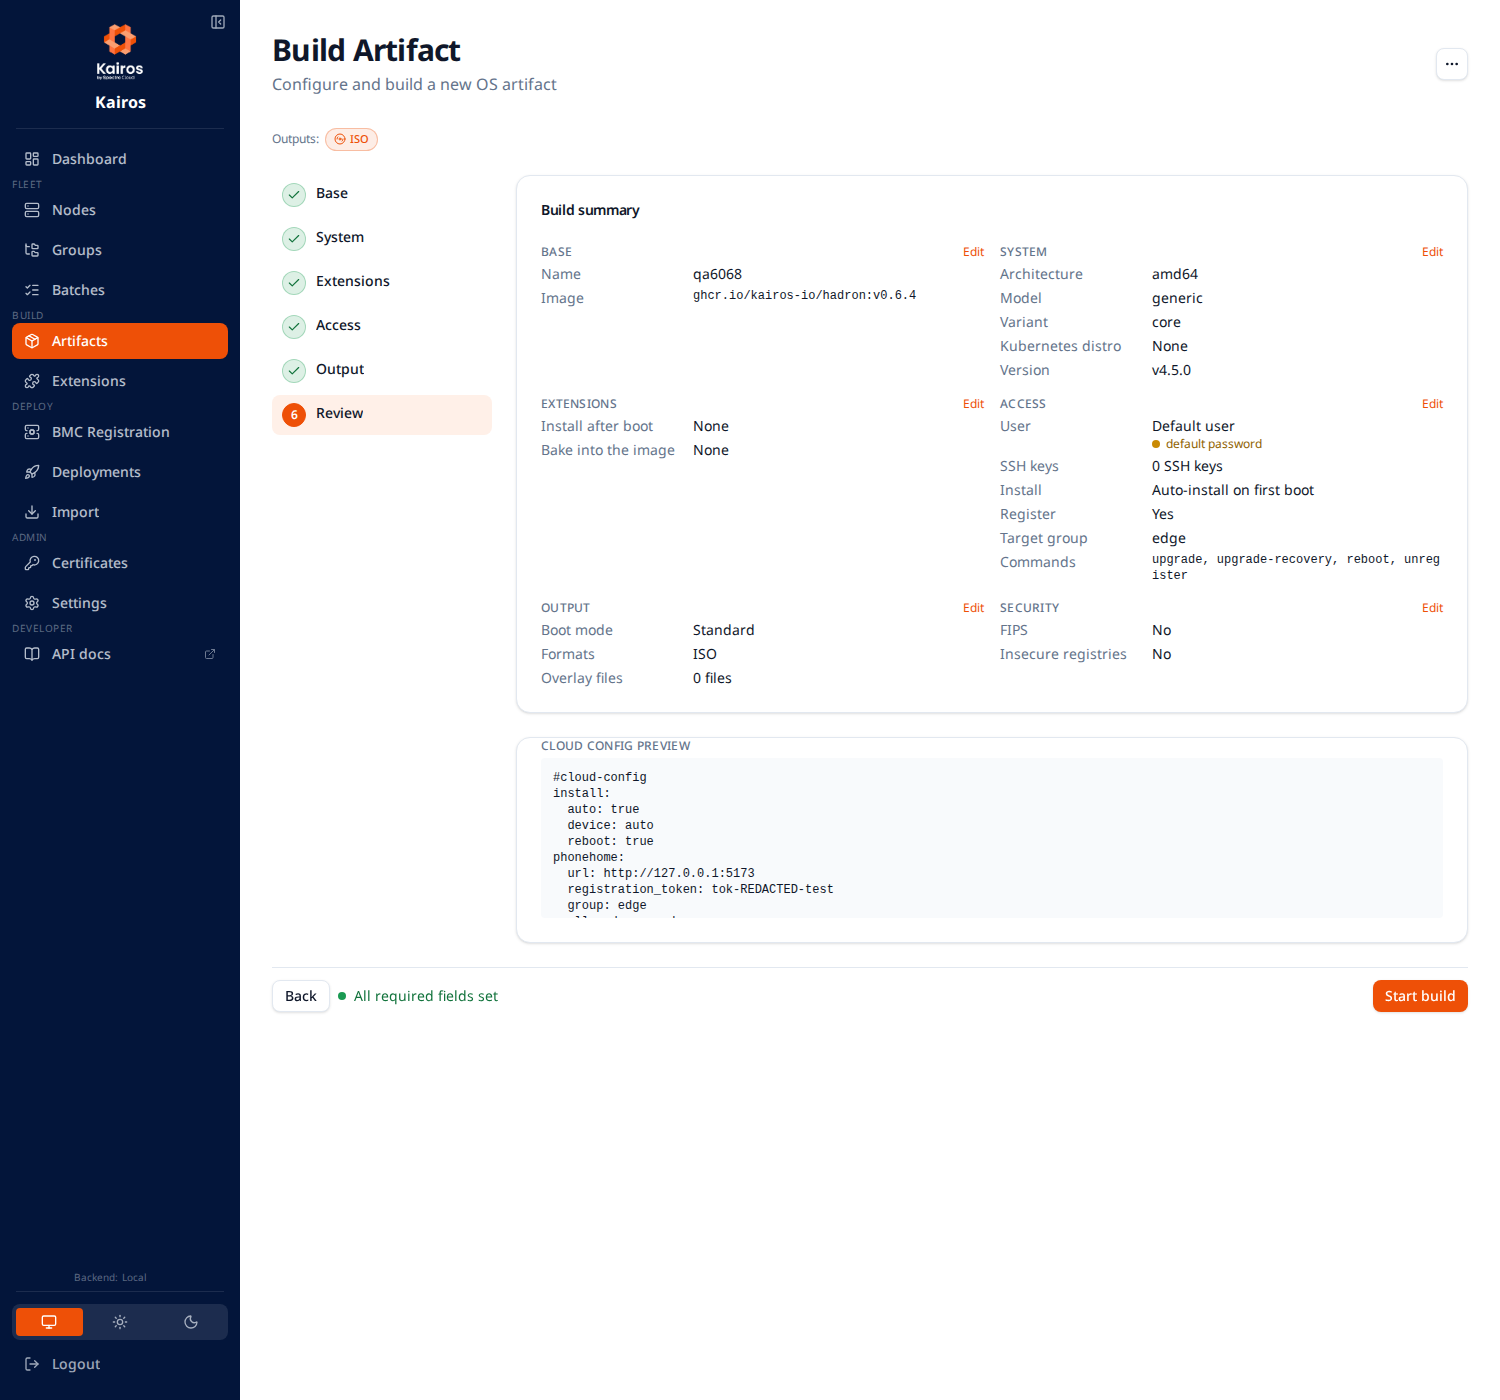 Kairos
by Spectro Cloud
Kairos
Dashboard
FLEET
Nodes
Groups
Batches
BUILD
Artifacts
Extensions
DEPLOY
BMC Registration
Deployments
Import
ADMIN
Certificates
Settings
DEVELOPER
API docs
Backend: Local
Logout
Build Artifact
Configure and build a new OS artifact
Outputs: ISO
Base
System
Extensions
Access
Output
6 Review
Build summary
BASE Edit
Name qa6068
Image ghcr.io/kairos-io/hadron:v0.6.4
SYSTEM Edit
Architecture amd64
Model generic
Variant core
Kubernetes distro None
Version v4.5.0
EXTENSIONS Edit
Install after boot None
Bake into the image None
ACCESS Edit
User Default user
default password
SSH keys 0 SSH keys
Install Auto-install on first boot
Register Yes
Target group edge
Commands upgrade, upgrade-recovery, reboot, unreg
ister
OUTPUT Edit
Boot mode Standard
Formats ISO
Overlay files 0 files
SECURITY Edit
FIPS No
Insecure registries No
CLOUD CONFIG PREVIEW
#cloud-config
install:
  auto: true
  device: auto
  reboot: true
phonehome:
  url: http://127.0.0.1:5173
  registration_token: tok-REDACTED-test
  group: edge
Back
All required fields set
Start build